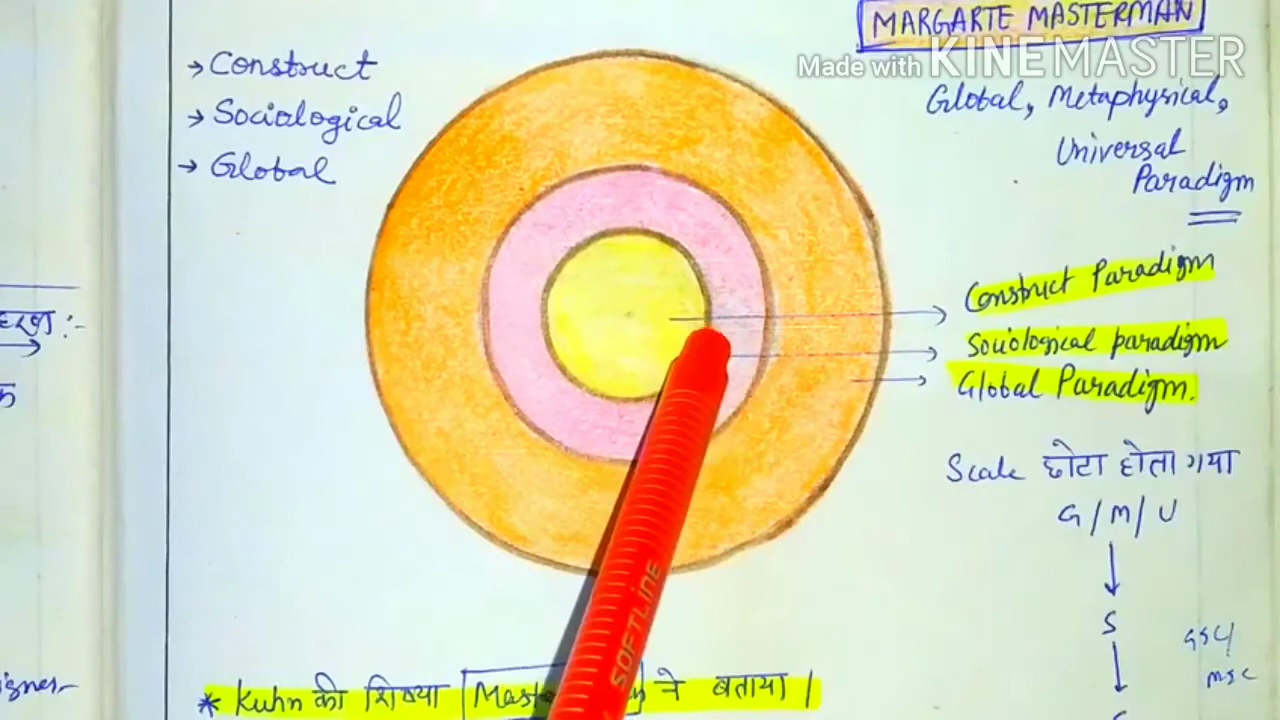 → Construct
→ Sociological
→ Global
MARGARTE MASTERMAN
Made with KINEMASTER
Global, Metaphysical,
Universal
Paradigm
Construct Paradigm
Sociological paradigm
Global Paradigm.
Scale छोटा होता गया
G/M/U
S
GSC/
MSC
SOFTLINE
* Kuhn की शिष्या ने बताया |